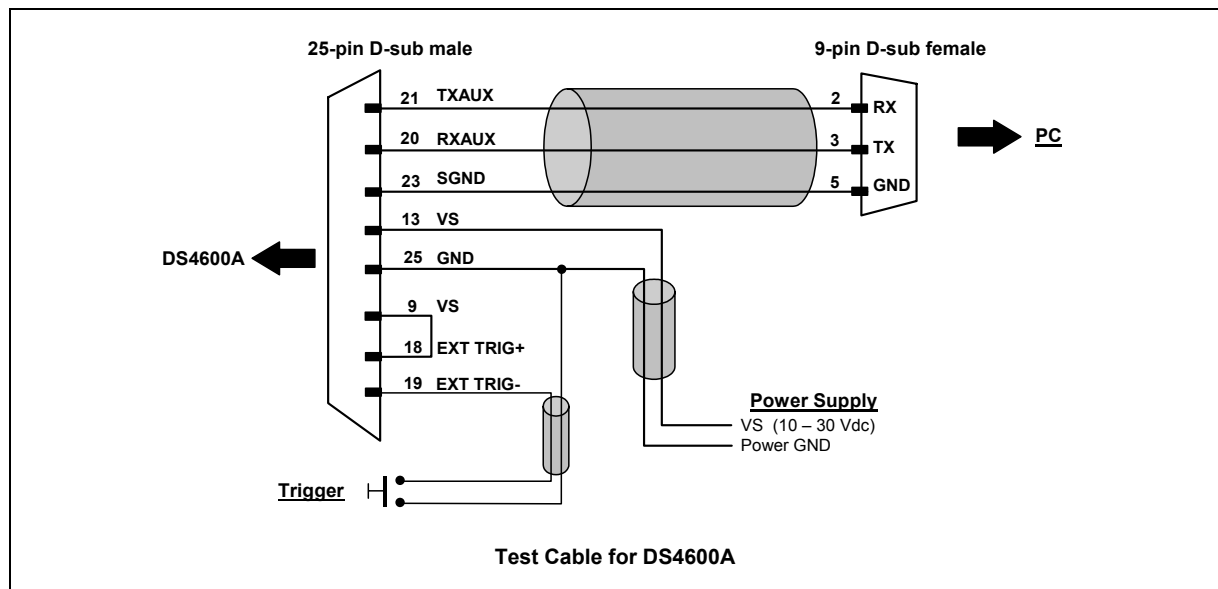 25-pin D-sub male
9-pin D-sub female
21 TXAUX
2 RX
20 RXAUX
3 TX
PC
23 SGND
5 GND
13 VS
DS4600A
25 GND
9 VS
18 EXT TRIG+
19 EXT TRIG-
Power Supply
VS (10 – 30 Vdc)
Power GND
Trigger
Test Cable for DS4600A